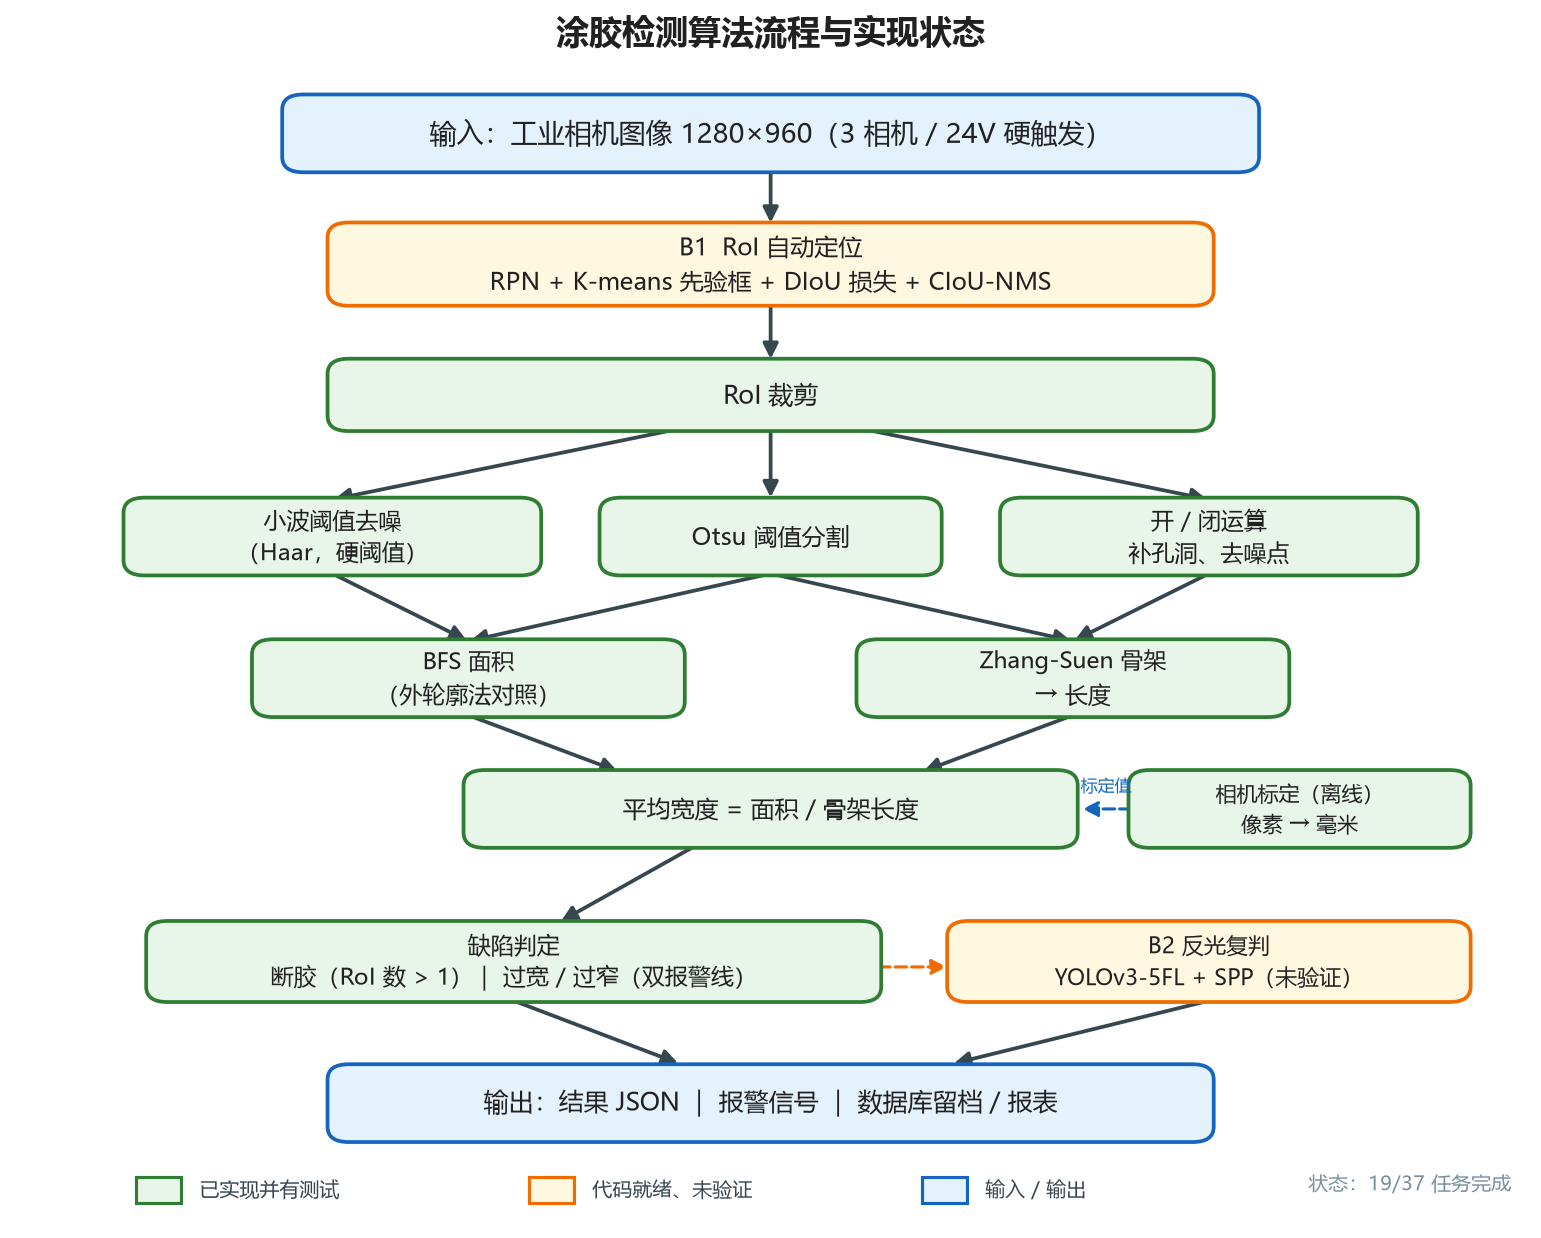 涂胶检测算法流程与实现状态
输入：工业相机图像 1280×960（3 相机 / 24V 硬触发）
B1  RoI 自动定位
RPN + K-means 先验框 + DIoU 损失 + CIoU-NMS
RoI 裁剪
小波阈值去噪
（Haar，硬阈值）
Otsu 阈值分割
开 / 闭运算
补孔洞、去噪点
BFS 面积
（外轮廓法对照）
Zhang-Suen 骨架
→ 长度
平均宽度 = 面积 / 骨架长度
标定值
相机标定（离线）
像素 → 毫米
缺陷判定
断胶（RoI 数 > 1）｜ 过宽 / 过窄（双报警线）
B2 反光复判
YOLOv3-5FL + SPP（未验证）
输出：结果 JSON ｜ 报警信号 ｜ 数据库留档 / 报表
已实现并有测试
代码就绪、未验证
输入 / 输出
状态：19/37 任务完成